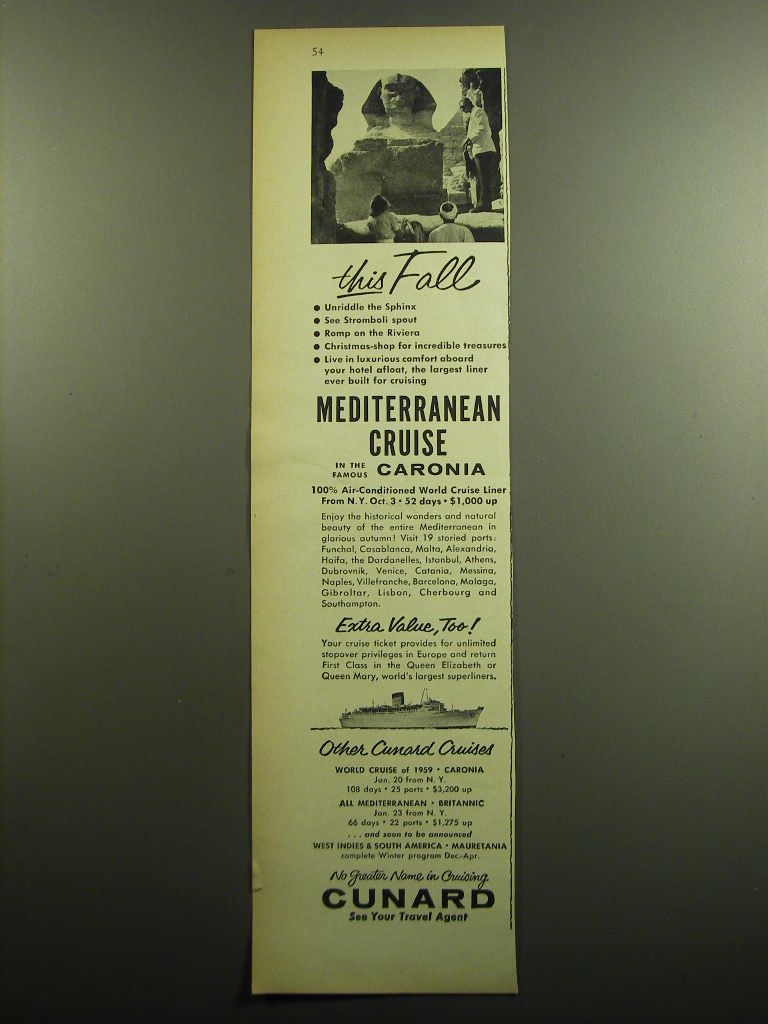 54
this Fall
● Unriddle the Sphinx
● See Stromboli spout
● Romp on the Riviera
● Christmas-shop for incredible treasures
● Live in luxurious comfort aboard
your hotel afloat, the largest liner
ever built for cruising
MEDITERRANEAN
CRUISE
IN THE FAMOUS CARONIA
100% Air-Conditioned World Cruise Liner
From N.Y. Oct. 3 • 52 days • $1,000 up
Enjoy the historical wonders and natural
beauty of the entire Mediterranean in
glorious autumn! Visit 19 storied ports:
Funchal, Casablanca, Malta, Alexandria,
Haifa, the Dardanelles, Istanbul, Athens,
Dubrovnik, Venice, Catania, Messina,
Naples, Villefranche, Barcelona, Malaga,
Gibraltar, Lisbon, Cherbourg and
Southampton.
Extra Value, Too!
Your cruise ticket provides for unlimited
stopover privileges in Europe and return
First Class in the Queen Elizabeth or
Queen Mary, world's largest superliners.
Other Cunard Cruises
WORLD CRUISE of 1959 • CARONIA
Jan. 20 from N. Y.
108 days • 25 ports • $3,200 up
ALL MEDITERRANEAN • BRITANNIC
Jan. 23 from N. Y.
66 days • 22 ports • $1,275 up
. . . and soon to be announced
WEST INDIES & SOUTH AMERICA • MAURETANIA
complete Winter program Dec.-Apr.
No Greater Name in Cruising
CUNARD
See Your Travel Agent